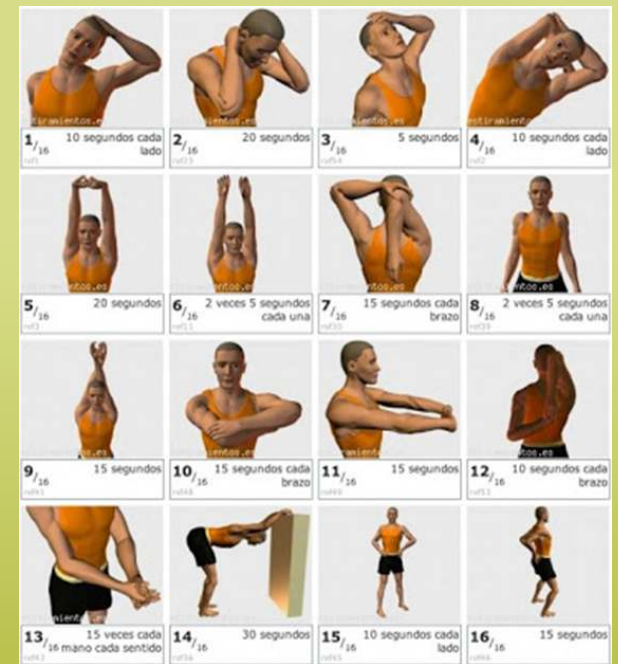 estiramientos.es
1/16 10 segundos cada
lado
2/16 20 segundos
3/16 5 segundos
estiramientos.es
4/16 10 segundos cada
lado
5/16 20 segundos
6/16 2 veces 5 segundos
cada una
7/16 15 segundos cada
brazo
8/16 2 veces 5 segundos
cada una
9/16 15 segundos
10/16 15 segundos cada
brazo
11/16 15 segundos
12/16 10 segundos cada
brazo
13/16 15 veces cada
mano cada sentido
14/16 30 segundos
15/16 10 segundos cada
lado
16/16 15 segundos